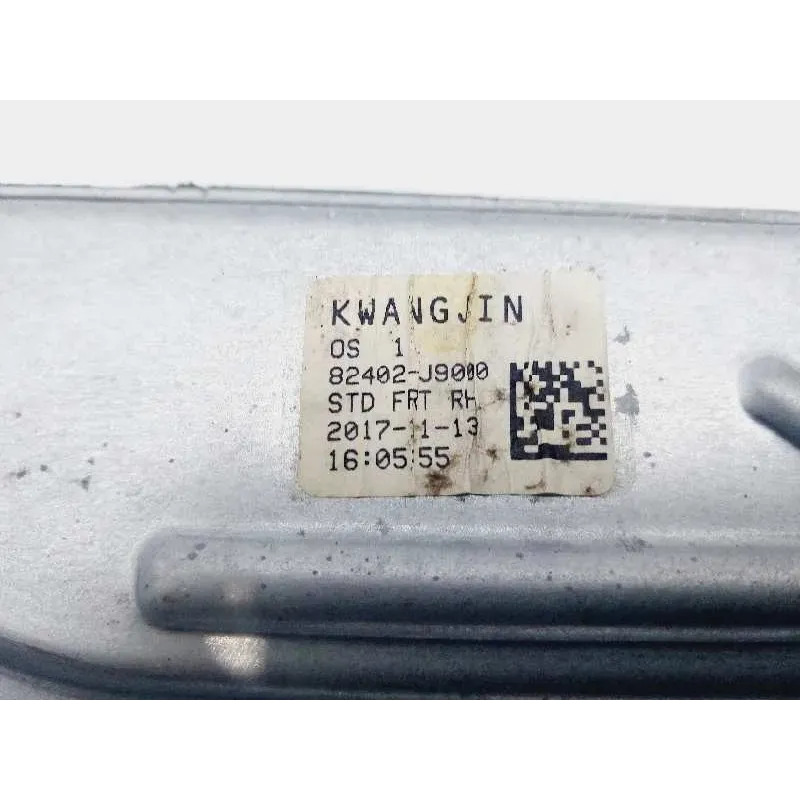 KWANGJIN
OS 1
82402-J9000
STD FRT RH
2017-11-13
16:05:55